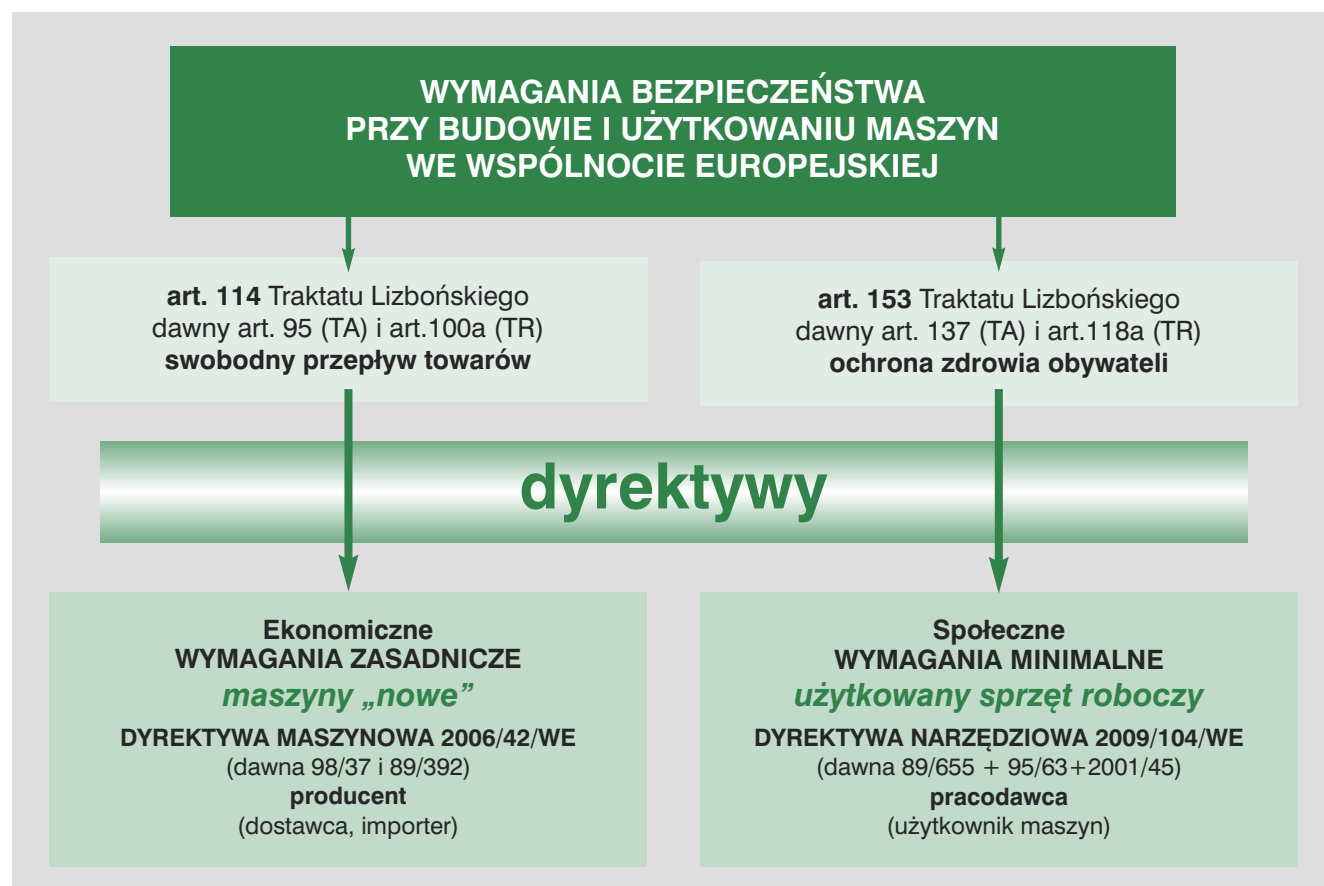 WYMAGANIA BEZPIECZEŃSTWA
PRZY BUDOWIE I UŻYTKOWANIU MASZYN
WE WSPÓLNOCIE EUROPEJSKIEJ
art. 114 Traktatu Lizbońskiego
dawny art. 95 (TA) i art.100a (TR)
swobodny przepływ towarów
art. 153 Traktatu Lizbońskiego
dawny art. 137 (TA) i art.118a (TR)
ochrona zdrowia obywateli
dyrektywy
Ekonomiczne
WYMAGANIA ZASADNICZE
maszyny „nowe”
DYREKTYWA MASZYNOWA 2006/42/WE
(dawna 98/37 i 89/392)
producent
(dostawca, importer)
Społeczne
WYMAGANIA MINIMALNE
użytkowany sprzęt roboczy
DYREKTYWA NARZĘDZIOWA 2009/104/WE
(dawna 89/655 + 95/63+2001/45)
pracodawca
(użytkownik maszyn)